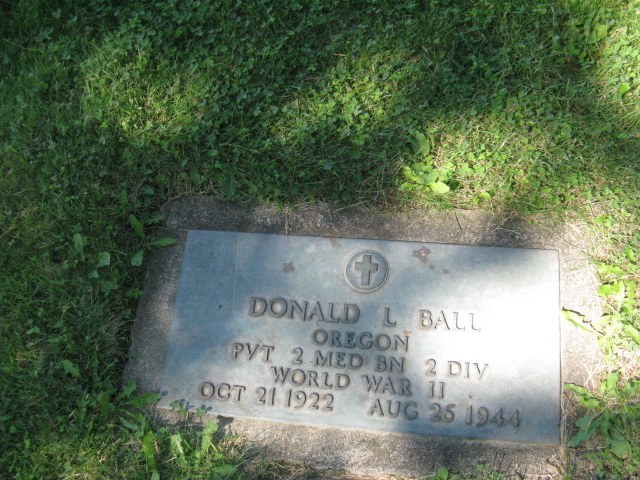 DONALD L BALL
OREGON
PVT 2 MED BN 2 DIV
WORLD WAR II
OCT 21 1922 AUG 26 1944